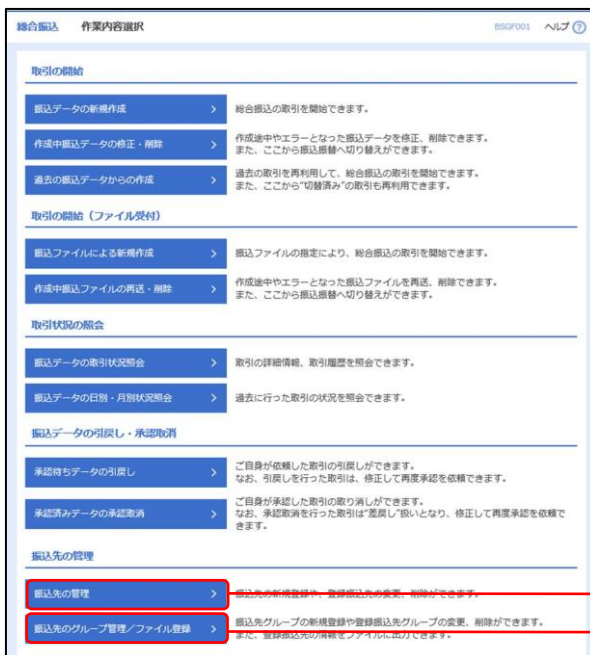 総合振込 作業内容選択 BSGF001 ヘルプ ?
取引の開始
振込データの新規作成 > 総合振込の取引を開始できます。
作成中振込データの修正・削除 > 作成途中やエラーとなった振込データを修正、削除できます。
また、ここから振込振替へ切り替えができます。
過去の振込データからの作成 > 過去の取引を再利用して、総合振込の取引を開始できます。
また、ここから“切替済み”の取引も再利用できます。
取引の開始（ファイル受付）
振込ファイルによる新規作成 > 振込ファイルの指定により、総合振込の取引を開始できます。
作成中振込ファイルの再送・削除 > 作成途中やエラーとなった振込ファイルを再送、削除できます。
また、ここから振込振替へ切り替えができます。
取引状況の照会
振込データの取引状況照会 > 取引の詳細情報、取引履歴を照会できます。
振込データの日別・月別状況照会 > 過去に行った取引の状況を照会できます。
振込データの引戻し・承認取消
承認待ちデータの引戻し > ご自身が依頼した取引の引戻しができます。
なお、引戻しを行った取引は、修正して再度承認を依頼できます。
承認済みデータの承認取消 > ご自身が承認した取引の取り消しができます。
なお、承認取消を行った取引は“差戻し”扱いとなり、修正して再度承認を依頼で
きます。
振込先の管理
振込先の管理 > 振込先の新規登録や、登録振込先の変更、削除ができます。
振込先のグループ管理／ファイル登録 > 振込先グループの新規登録や登録振込先グループの変更、削除ができます。
また、登録振込先の情報をファイルに出力できます。